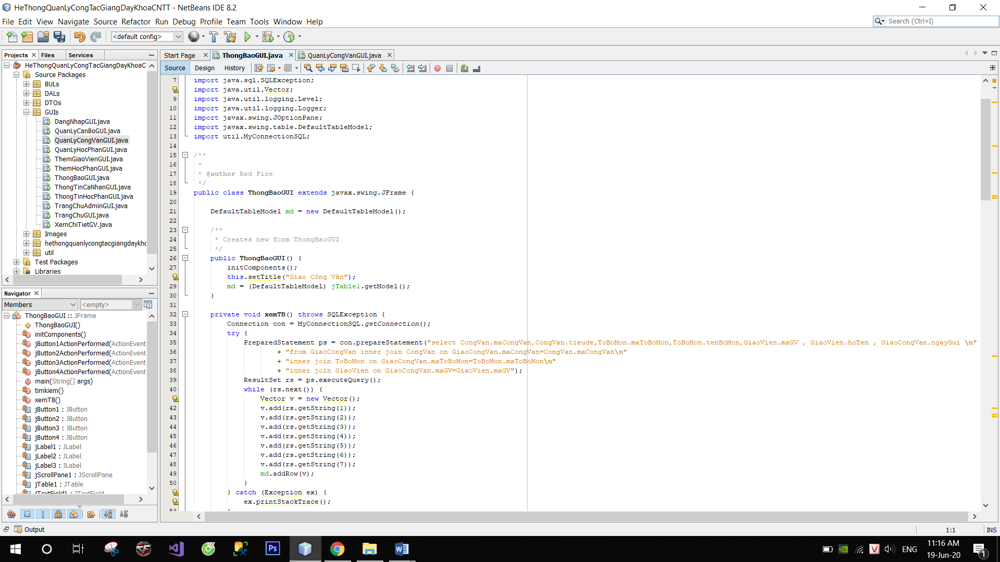 HeThongQuanLyCongTacGiangDayKhoaCNTT - NetBeans IDE 8.2
File Edit View Navigate Source Refactor Run Debug Profile Team Tools Window Help
Search (Ctrl+I)
<default config>
Projects Files Services
HeThongQuanLyCongTacGiangDayKhoaC
Source Packages
BULs
DALs
DTOs
GUIs
DangNhapGUI.java
QuanLyCanBoGUI.java
QuanLyCongVanGUI.java
QuanLyHocPhanGUI.java
ThemGiaoVienGUI.java
ThemHocPhanGUI.java
ThongBaoGUI.java
ThongTinCaNhanGUI.java
ThongTinHocPhanGUI.java
TrangChuAdminGUI.java
TrangChuGUI.java
XemChiTietGV.java
Images
hethongquanlycongtacgiangdaykho
util
Test Packages
Libraries
Navigator
Members
<empty>
ThongBaoGUI :: JFrame
ThongBaoGUI()
initComponents()
jButton1ActionPerformed(ActionEvent
jButton2ActionPerformed(ActionEvent
jButton3ActionPerformed(ActionEvent
jButton4ActionPerformed(ActionEvent
main(String[] args)
timkiem()
xemTB()
jButton1 : JButton
jButton2 : JButton
jButton3 : JButton
jButton4 : JButton
jLabel1 : JLabel
jLabel2 : JLabel
jLabel3 : JLabel
jScrollPane1 : JScrollPane
jTable1 : JTable
jTextField1 : JTextField
Start Page ThongBaoGUI.java QuanLyCongVanGUI.java
Source Design History
7 import java.sql.SQLException;
import java.util.Vector;
9 import java.util.logging.Level;
10 import java.util.logging.Logger;
11 import javax.swing.JOptionPane;
12 import javax.swing.table.DefaultTableModel;
13 import util.MyConnectionSQL;
14
15 /**
16 *
17 * @author Red Fire
18 */
19 public class ThongBaoGUI extends javax.swing.JFrame {
20
21 DefaultTableModel md = new DefaultTableModel();
22
23 /**
24 * Creates new form ThongBaoGUI
25 */
26 public ThongBaoGUI() {
27 initComponents();
this.setTitle("Giao Công Văn");
29 md = (DefaultTableModel) jTable1.getModel();
30 }
31
32 private void xemTB() throws SQLException {
33 Connection con = MyConnectionSQL.getConnection();
34 try {
35 PreparedStatement ps = con.prepareStatement("select CongVan.maCongVan,CongVan.tieude,ToBoMon.maToBoMon,ToBoMon.tenBoMon,GiaoVien.maGV , GiaoVien.hoTen , GiaoCongVan.ngayGui \n"
36 + "from GiaoCongVan inner join CongVan on GiaoCongVan.maCongVan=CongVan.maCongVan\n"
37 + "inner join ToBoMon on GiaoCongVan.maToBoMon=ToBoMon.maToBoMon\n"
38 + "inner join GiaoVien on GiaoCongVan.maGV=GiaoVien.maGV");
39 ResultSet rs = ps.executeQuery();
40 while (rs.next()) {
Vector v = new Vector();
42 v.add(rs.getString(1));
43 v.add(rs.getString(2));
44 v.add(rs.getString(3));
45 v.add(rs.getString(4));
46 v.add(rs.getString(5));
47 v.add(rs.getString(6));
48 v.add(rs.getString(7));
49 md.addRow(v);
50 }
} catch (Exception ex) {
ex.printStackTrace();
53 }
Output
1:1 INS
Ps
ENG
11:16 AM
19-Jun-20
1